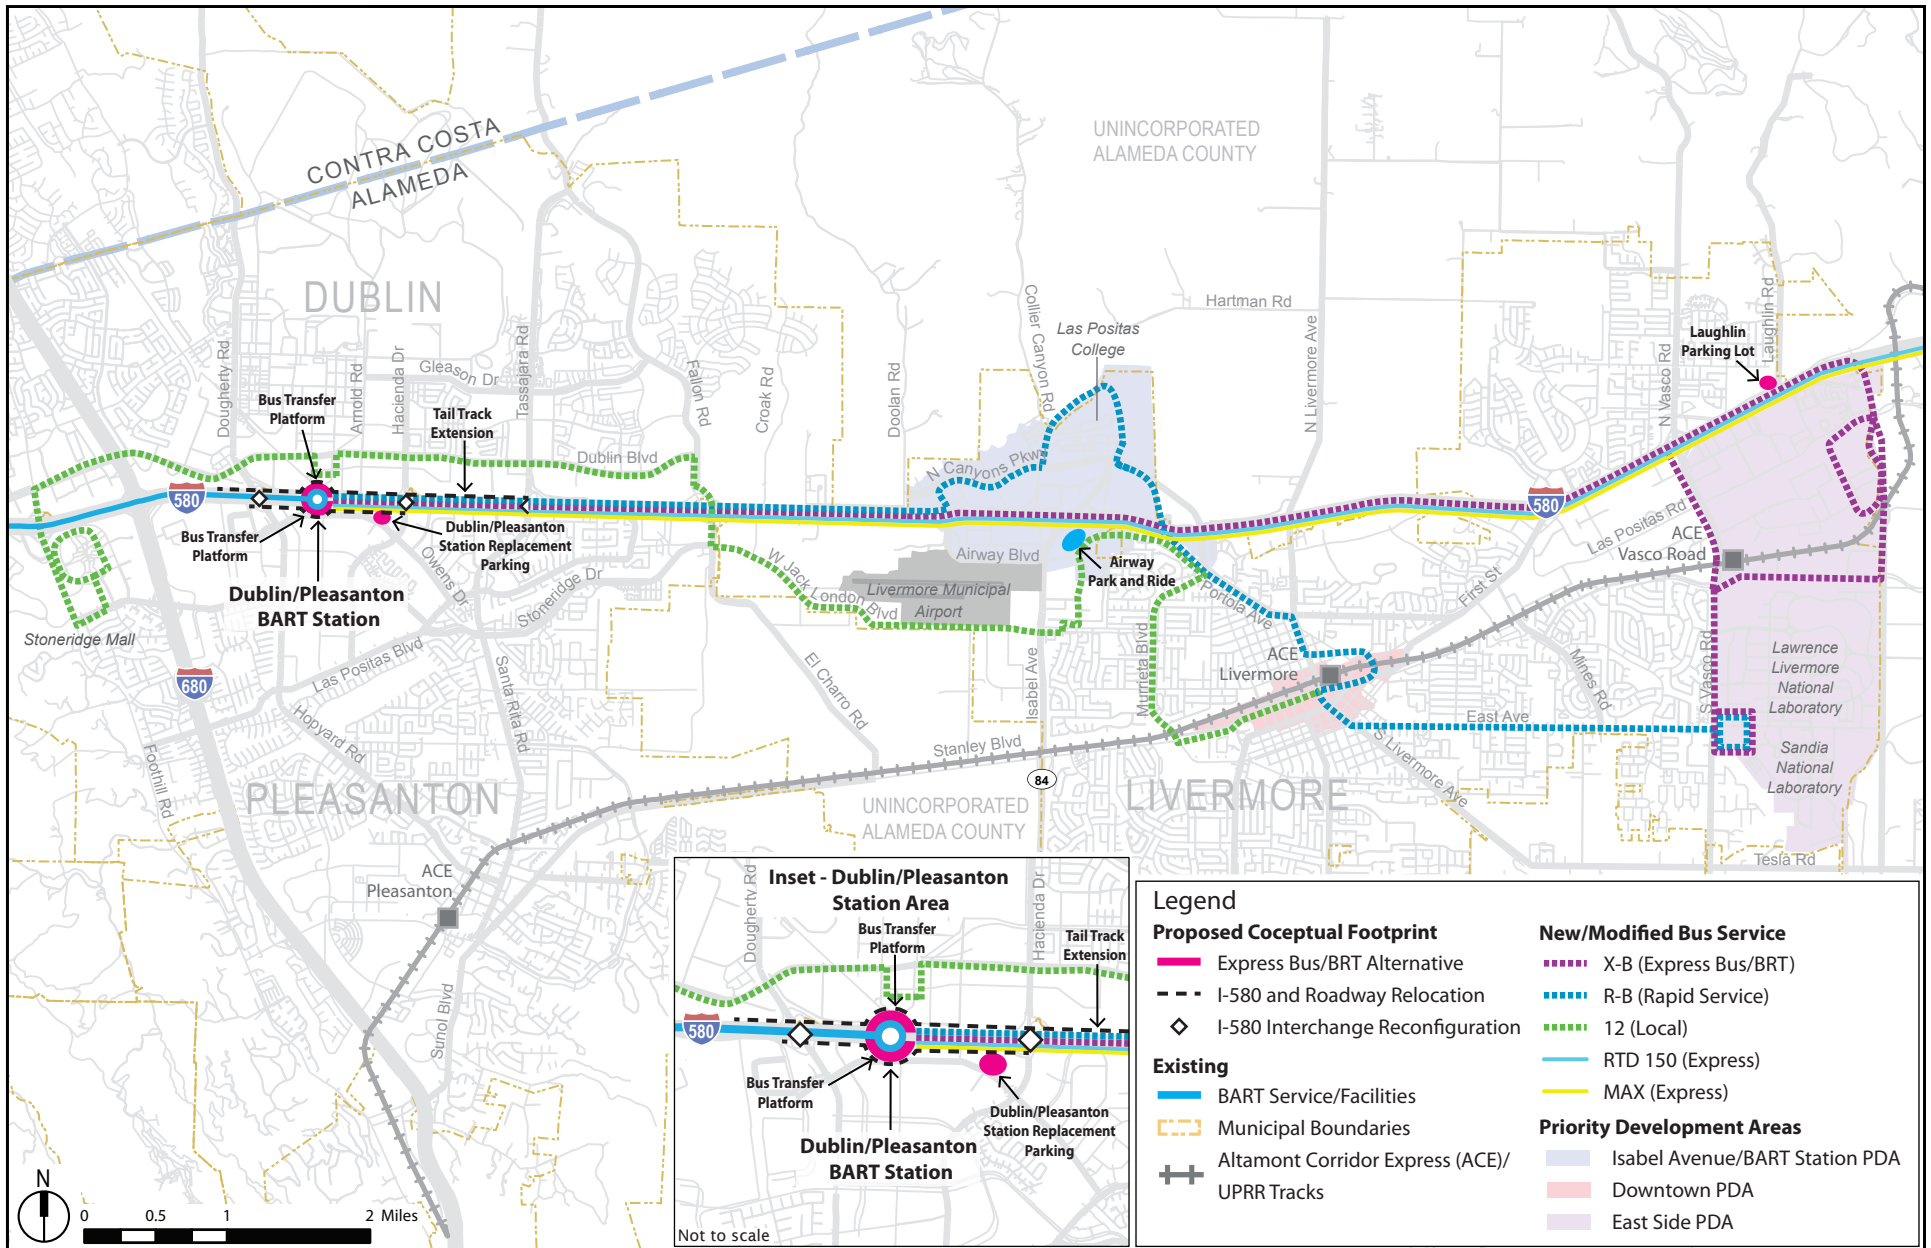 CONTRA COSTA
ALAMEDA
UNINCORPORATED
ALAMEDA COUNTY
DUBLIN
Dougherty Rd
Arnold Rd
Hacienda Dr
Gleason Dr
Tassajara Rd
Fallon Rd
Croak Rd
Doolan Rd
Collier Canyon Rd
Las Positas
College
Hartman Rd
N Livermore Ave
N Vasco Rd
Laughlin Rd
Laughlin
Parking Lot
Bus Transfer
Platform
Tail Track
Extension
Dublin Blvd
N Canyons Pkwy
580
580
Bus Transfer
Platform
Dublin/Pleasanton
Station Replacement
Parking
Dublin/Pleasanton
BART Station
Owens Dr
Stoneridge Dr
W Jack London Blvd
Airway Blvd
Livermore Municipal
Airport
Airway
Park and Ride
Portola Ave
Las Positas Rd
ACE
Vasco Road
First St
Stoneridge Mall
680
Las Positas Blvd
Hopyard Rd
Santa Rita Rd
El Charro Rd
Isabel Ave
Murrieta Blvd
ACE
Livermore
Mines Rd
S Vasco Rd
Lawrence
Livermore
National
Laboratory
East Ave
Foothill Rd
Stanley Blvd
S Livermore Ave
Sandia
National
Laboratory
84
PLEASANTON
UNINCORPORATED
ALAMEDA COUNTY
LIVERMORE
Tesla Rd
ACE
Pleasanton
Sunol Blvd
N
0 0.5 1 2 Miles
Inset - Dublin/Pleasanton
Station Area
Dougherty Rd
Hacienda Dr
Bus Transfer
Platform
Tail Track
Extension
580
Bus Transfer
Platform
Dublin/Pleasanton
Station Replacement
Parking
Dublin/Pleasanton
BART Station
Not to scale
Legend
Proposed Coceptual Footprint
Express Bus/BRT Alternative
I-580 and Roadway Relocation
I-580 Interchange Reconfiguration
Existing
BART Service/Facilities
Municipal Boundaries
Altamont Corridor Express (ACE)/
UPRR Tracks
New/Modified Bus Service
X-B (Express Bus/BRT)
R-B (Rapid Service)
12 (Local)
RTD 150 (Express)
MAX (Express)
Priority Development Areas
Isabel Avenue/BART Station PDA
Downtown PDA
East Side PDA